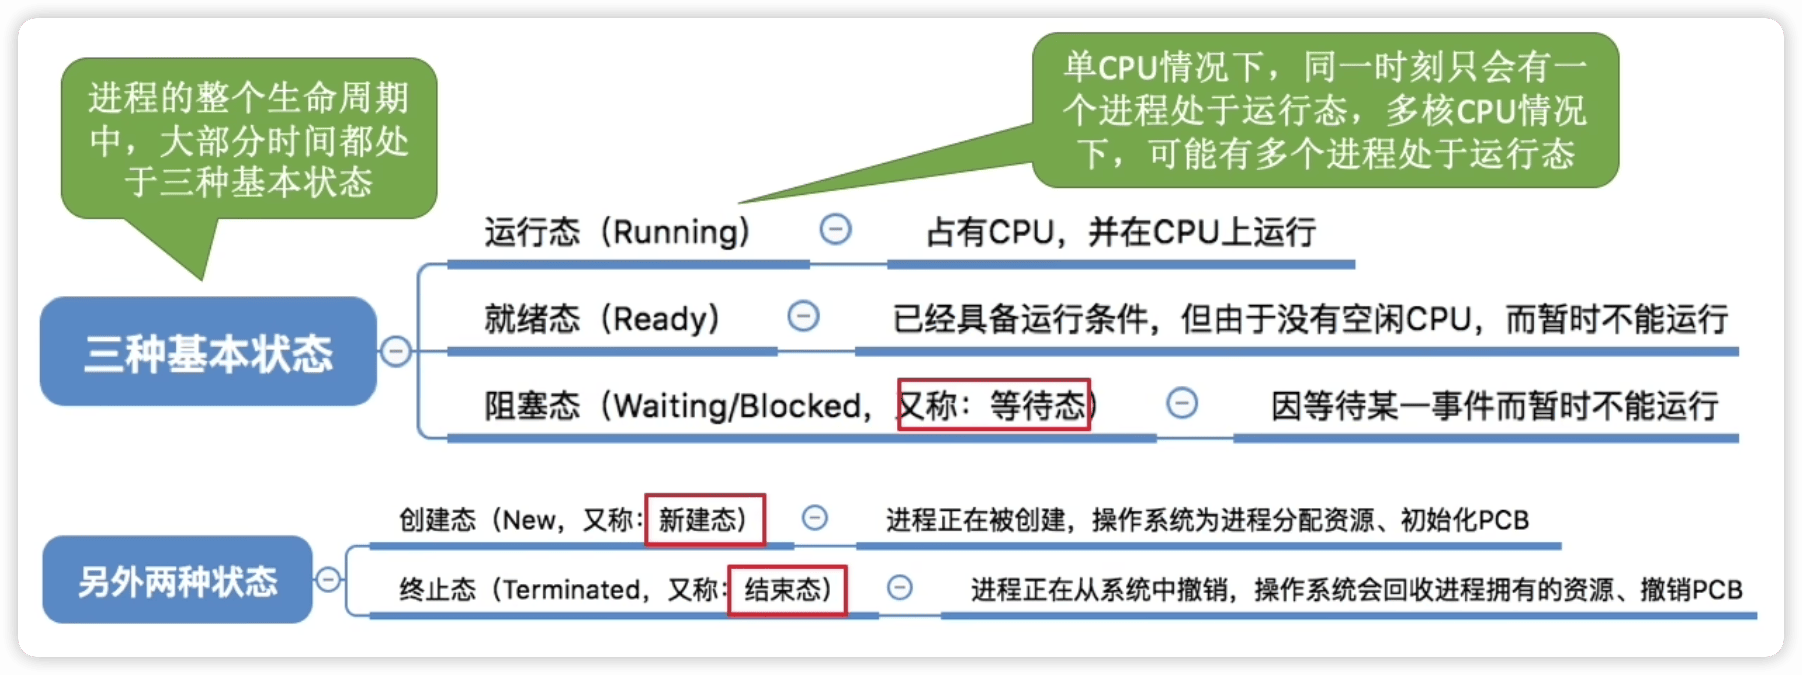 进程的整个生命周期
中，大部分时间都处
于三种基本状态
单CPU情况下，同一时刻只会有一
个进程处于运行态，多核CPU情况
下，可能有多个进程处于运行态
运行态（Running） 占有CPU，并在CPU上运行
三种基本状态
就绪态（Ready） 已经具备运行条件，但由于没有空闲CPU，而暂时不能运行
阻塞态（Waiting/Blocked，又称：等待态） 因等待某一事件而暂时不能运行
创建态（New，又称：新建态） 进程正在被创建，操作系统为进程分配资源、初始化PCB
另外两种状态
终止态（Terminated，又称：结束态） 进程正在从系统中撤销，操作系统会回收进程拥有的资源、撤销PCB